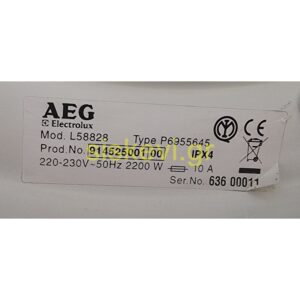 AEG
Electrolux
Mod. L58828 Type P6955645
Prod.No. 914525001/00 IPX4
220-230V~50Hz 2200 W 10 A
Ser.No. 636 00011